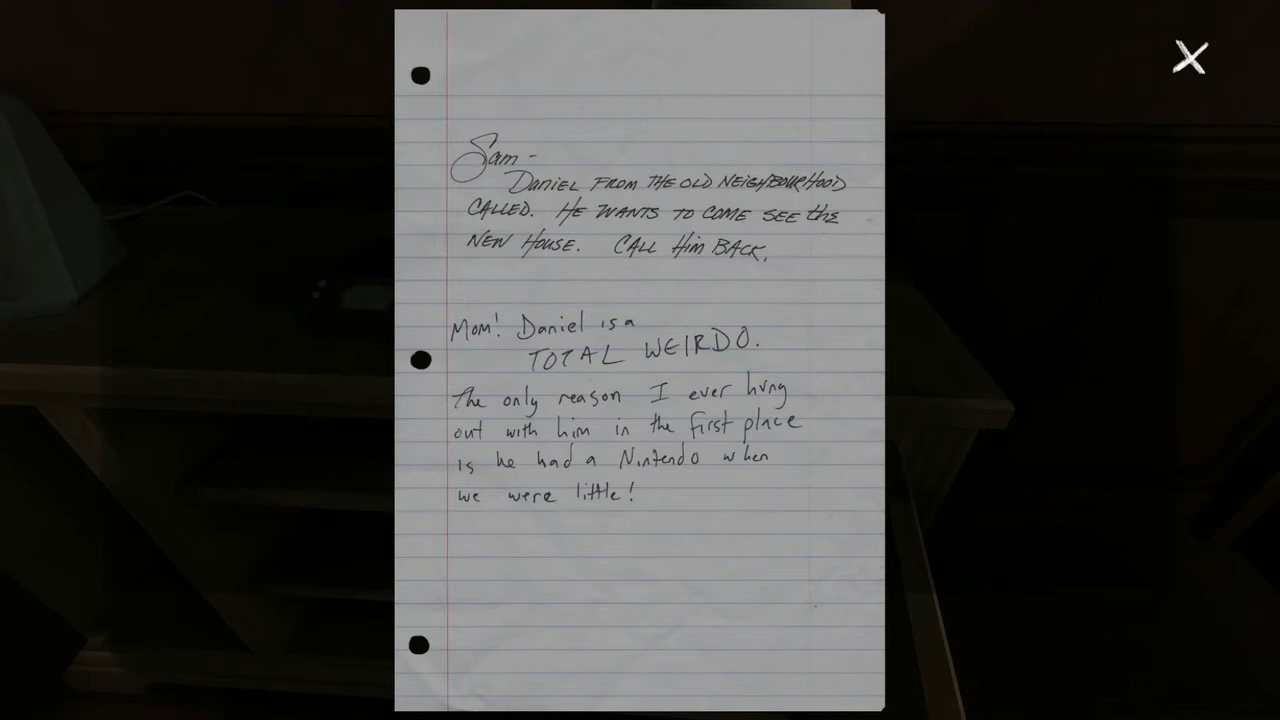 Sam-
DANIEL FROM THE OLD NEIGHBOURHOOD
CALLED. HE WANTS TO COME SEE the
NEW HOUSE. CALL HIM BACK.
Mom! Daniel is a
TOTAL WEIRDO.
The only reason I ever hung
out with him in the first place
is he had a Nintendo when
we were little!